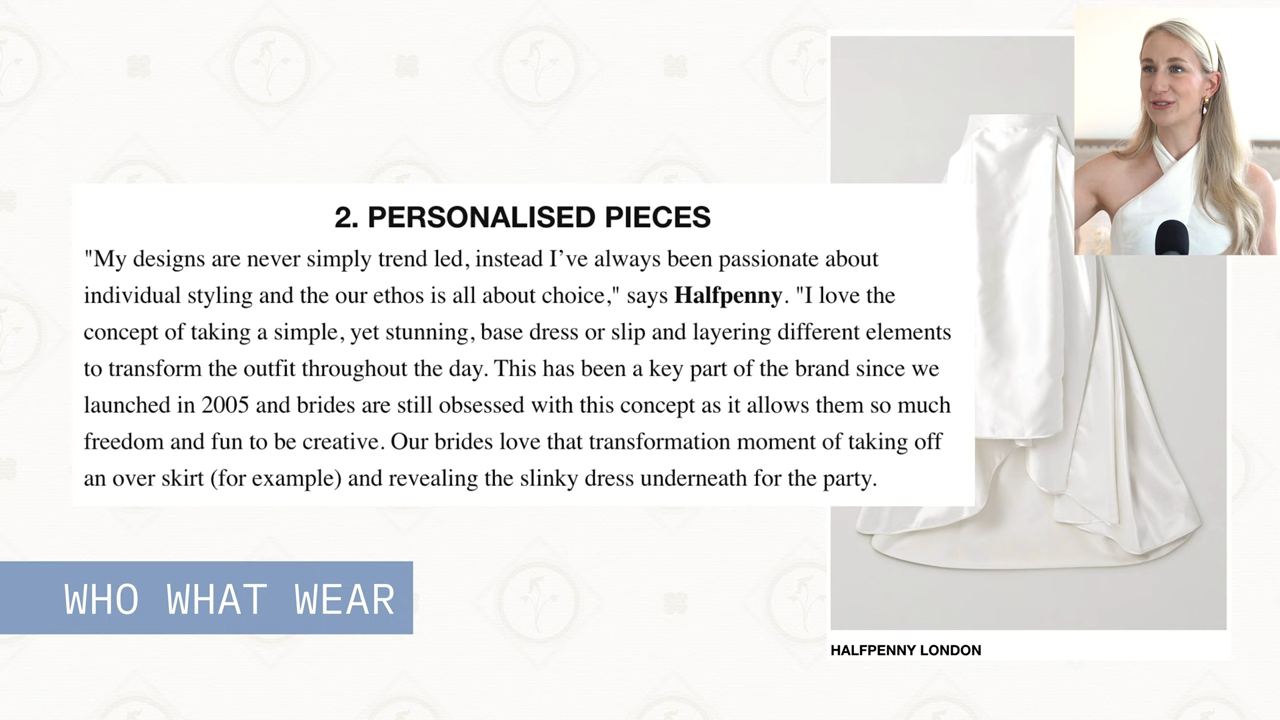 2. PERSONALISED PIECES
"My designs are never simply trend led, instead I’ve always been passionate about
individual styling and the our ethos is all about choice," says Halfpenny. "I love the
concept of taking a simple, yet stunning, base dress or slip and layering different elements
to transform the outfit throughout the day. This has been a key part of the brand since we
launched in 2005 and brides are still obsessed with this concept as it allows them so much
freedom and fun to be creative. Our brides love that transformation moment of taking off
an over skirt (for example) and revealing the slinky dress underneath for the party.
WHO WHAT WEAR
HALFPENNY LONDON